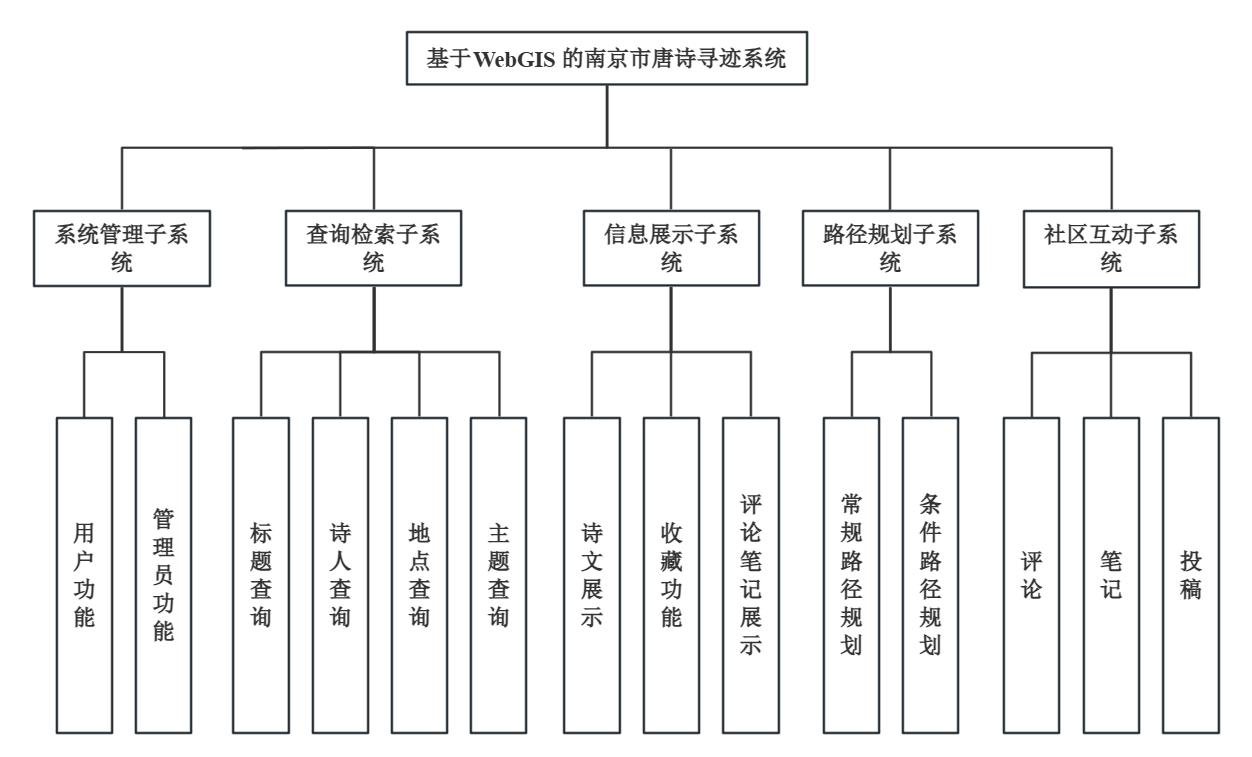 基于WebGIS 的南京市唐诗寻迹系统
系统管理子系
统
查询检索子系
统
信息展示子系
统
路径规划子系
统
社区互动子系
统
用户功能
管理员功能
标题查询
诗人查询
地点查询
主题查询
诗文展示
收藏功能
评论笔记展示
常规路径规划
条件路径规划
评论
笔记
投稿